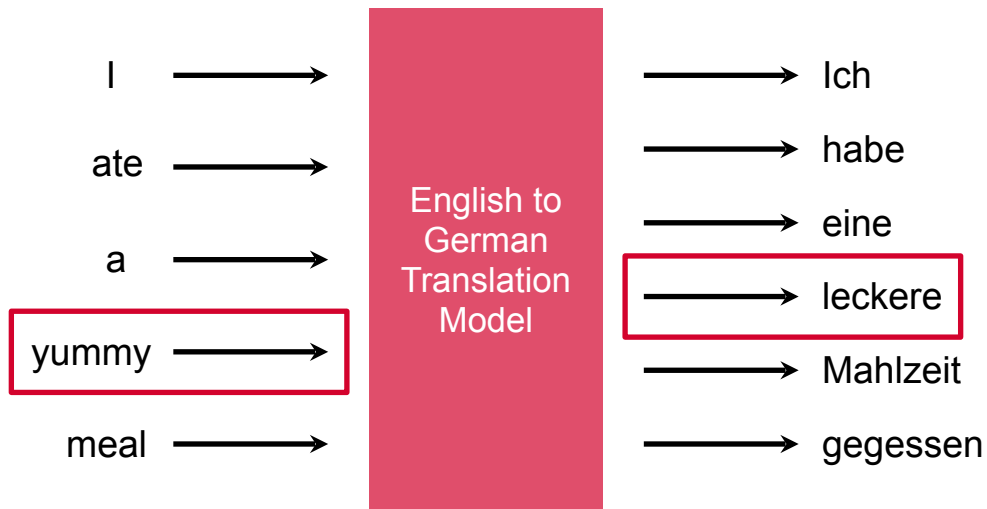 I
ate
a
yummy
meal
English to
German
Translation
Model
Ich
habe
eine
leckere
Mahlzeit
gegessen